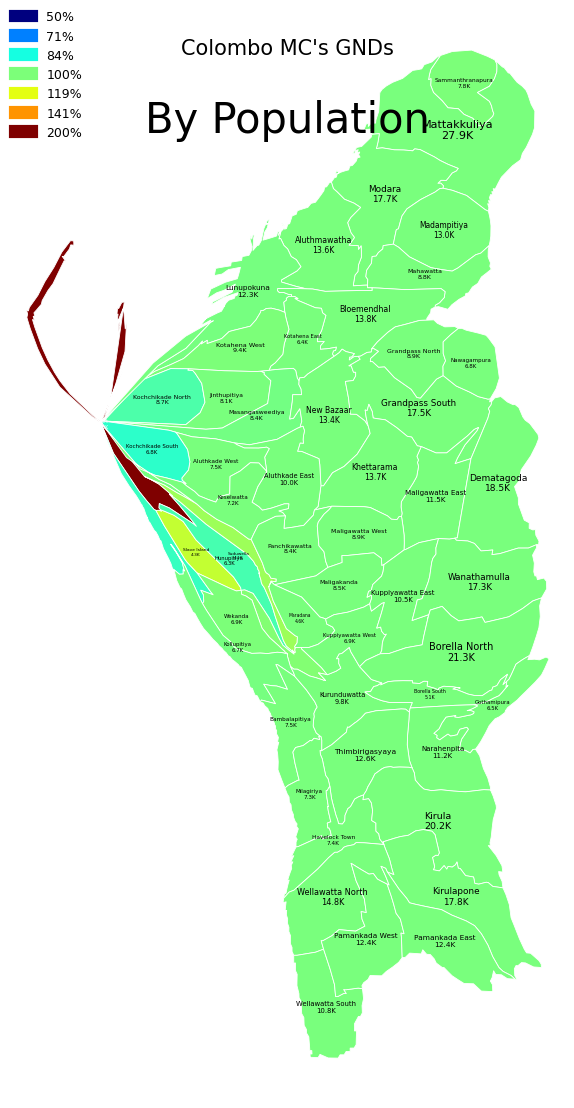 50%
71%
84%
100%
119%
141%
200%
Colombo MC's GNDs
By Population
Sammanthranapura
7.8K
Mattakkuliya
27.9K
Modara
17.7K
Madampitiya
13.0K
Aluthmawatha
13.6K
Mahawatta
8.8K
Lunupokuna
12.3K
Bloemendhal
13.8K
Kotahena West
9.4K
Kotahena East
6.4K
Grandpass North
8.9K
Nawagampura
6.8K
Kochchikade North
8.7K
Jinthupitiya
8.1K
Masangasweediya
8.4K
New Bazaar
13.4K
Grandpass South
17.5K
Kochchikade South
6.8K
Aluthkade West
7.5K
Aluthkade East
10.0K
Khettarama
13.7K
Dematagoda
18.5K
Keselwatta
7.2K
Maligawatta East
11.5K
Maligawatta West
8.9K
Panchikawatta
8.4K
Slave Island
4.3K
Suduwella
Hunupitiya
6.3K
Maligakanda
8.5K
Kuppiyawatta East
10.5K
Wanathamulla
17.3K
Wekanda
6.9K
Maradana
4.6K
Kuppiyawatta West
6.9K
Kollupitiya
6.7K
Borella North
21.3K
Kurunduwatta
9.8K
Borella South
5.1K
Gothamipura
6.5K
Bambalapitiya
7.5K
Thimbirigasyaya
12.6K
Narahenpita
11.2K
Milagiriya
7.3K
Kirula
20.2K
Havelock Town
7.4K
Wellawatta North
14.8K
Kirulapone
17.8K
Pamankada West
12.4K
Pamankada East
12.4K
Wellawatta South
10.8K